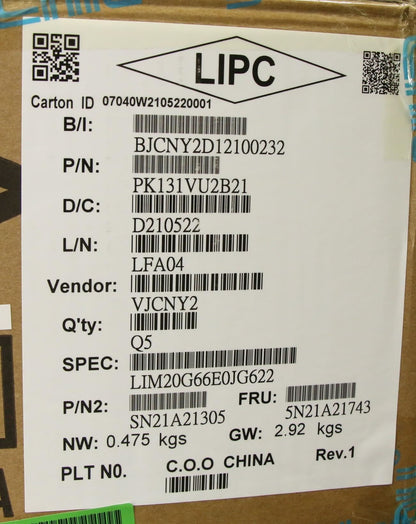 LIPC
Carton ID 07040W2105220001
B/I:
BJCNY2D12100232
P/N:
PK131VU2B21
D/C:
D210522
L/N:
LFA04
Vendor:
VJCNY2
Q'ty:
Q5
SPEC:
LIM20G66E0JG622
P/N2:
SN21A21305
FRU:
5N21A21743
NW: 0.475 kgs
GW: 2.92 kgs
PLT NO.
C.O.O CHINA
Rev.1